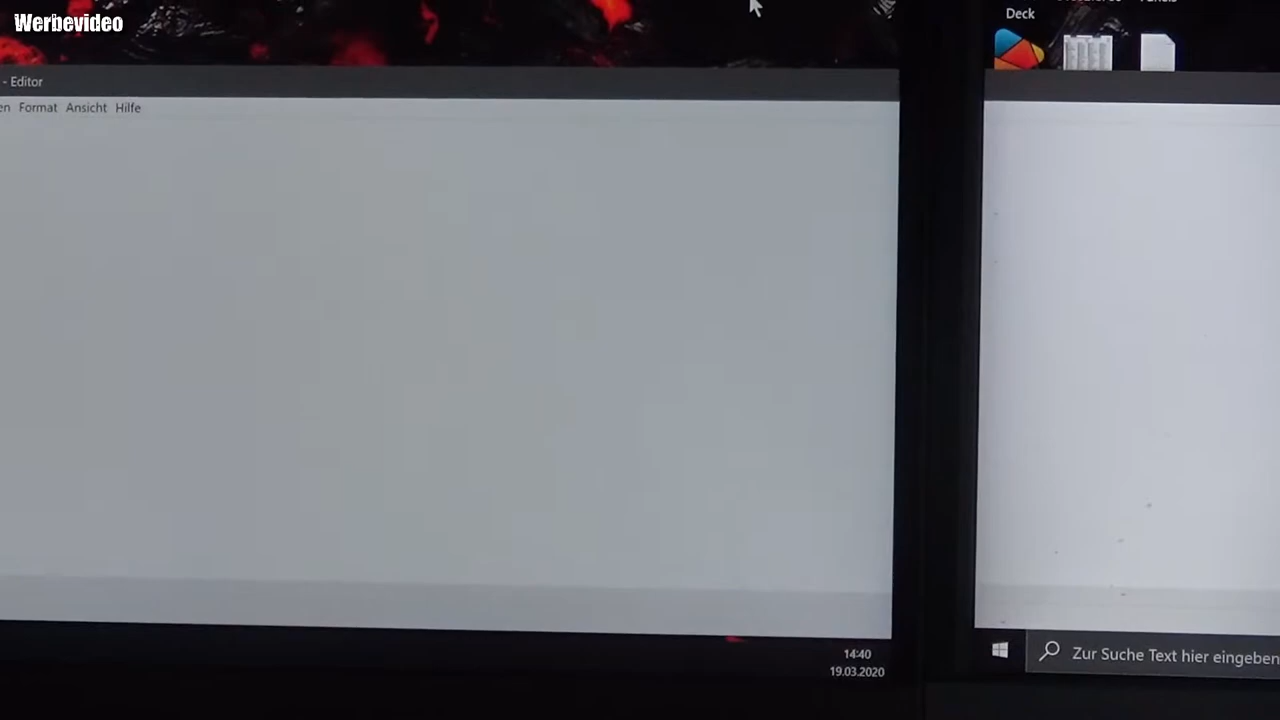 Werbevideo
Deck
- Editor
Format Ansicht Hilfe
14:40
19.03.2020
Zur Suche Text hier eingeben